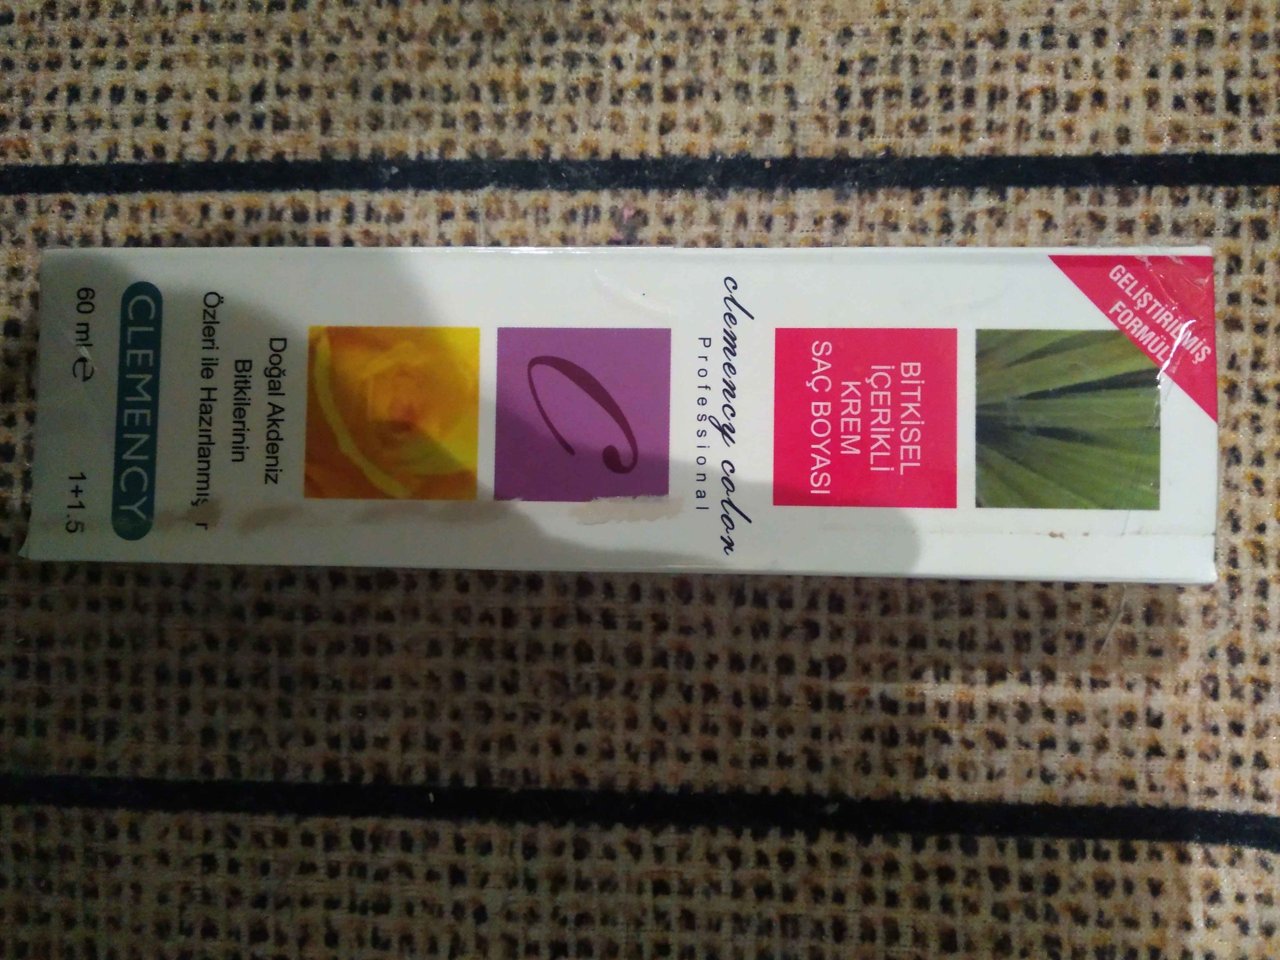 GELİŞTİRİLMİŞ
FORMÜL
BİTKİSEL
İÇERİKLİ
KREM
SAÇ BOYASI
clemency colon
Professional
C
Doğal Akdeniz
Bitkilerinin
Özleri ile Hazırlanmış r
CLEMENCY
60 ml e 1+1.5